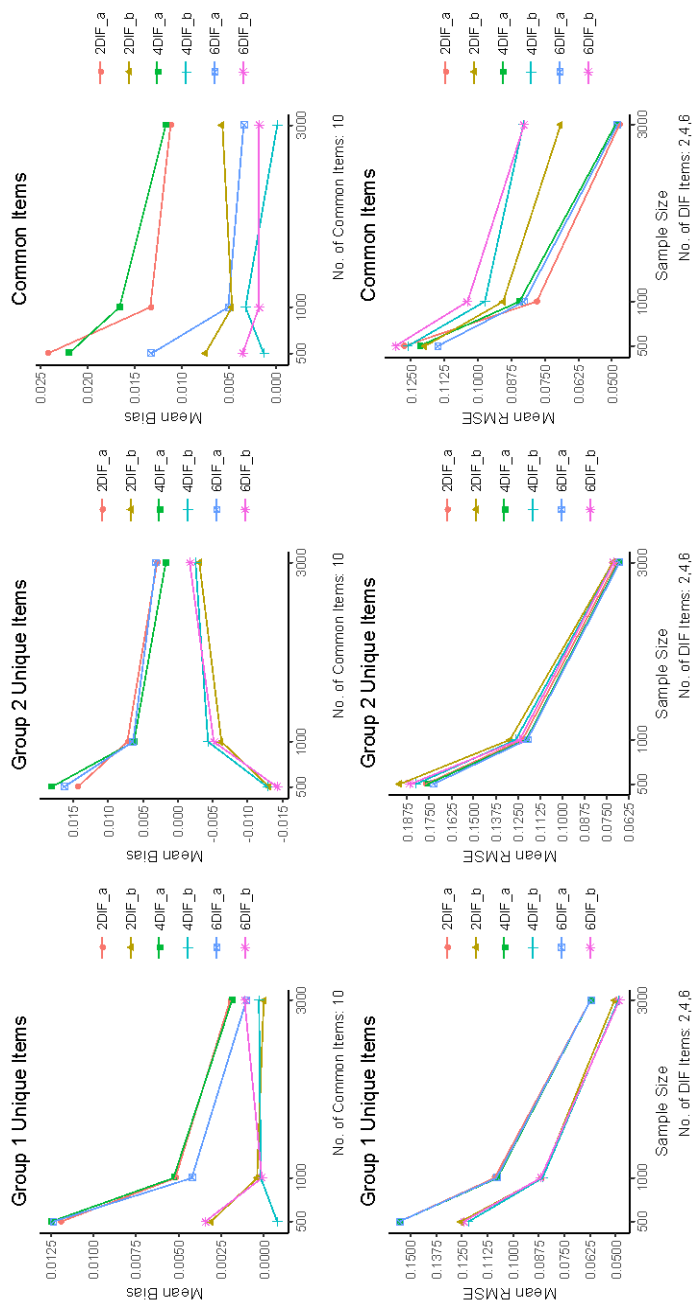 Group 1 Unique Items
Mean Bias
0.0125
0.0100
0.0075
0.0050
0.0025
0.0000
500
1000
3000
No. of Common Items: 10
2DIF_a
2DIF_b
4DIF_a
4DIF_b
6DIF_a
6DIF_b
Group 2 Unique Items
Mean Bias
0.015
0.010
0.005
0.000
-0.005
-0.010
-0.015
500
1000
3000
No. of Common Items: 10
2DIF_a
2DIF_b
4DIF_a
4DIF_b
6DIF_a
6DIF_b
Common Items
Mean Bias
0.025
0.020
0.015
0.010
0.005
0.000
500
1000
3000
No. of Common Items: 10
2DIF_a
2DIF_b
4DIF_a
4DIF_b
6DIF_a
6DIF_b
Group 1 Unique Items
Mean RMSE
0.1500
0.1375
0.1250
0.1125
0.1000
0.0875
0.0750
0.0625
0.0500
500
1000
3000
Sample Size
No. of DIF Items: 2,4,6
2DIF_a
2DIF_b
4DIF_a
4DIF_b
6DIF_a
6DIF_b
Group 2 Unique Items
Mean RMSE
0.1875
0.1750
0.1625
0.1500
0.1375
0.1250
0.1125
0.1000
0.0875
0.0750
0.0625
500
1000
3000
Sample Size
No. of DIF Items: 2,4,6
2DIF_a
2DIF_b
4DIF_a
4DIF_b
6DIF_a
6DIF_b
Common Items
Mean RMSE
0.1250
0.1125
0.1000
0.0875
0.0750
0.0625
0.0500
500
1000
3000
Sample Size
No. of DIF Items: 2,4,6
2DIF_a
2DIF_b
4DIF_a
4DIF_b
6DIF_a
6DIF_b